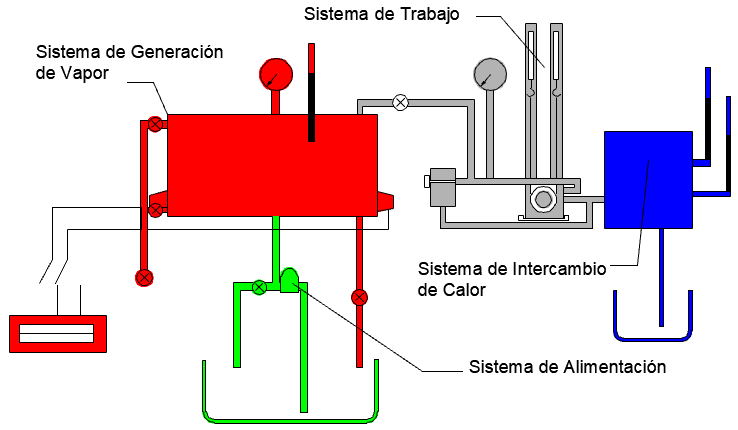 Sistema de Trabajo
Sistema de Generación
de Vapor
Sistema de Intercambio
de Calor
Sistema de Alimentación